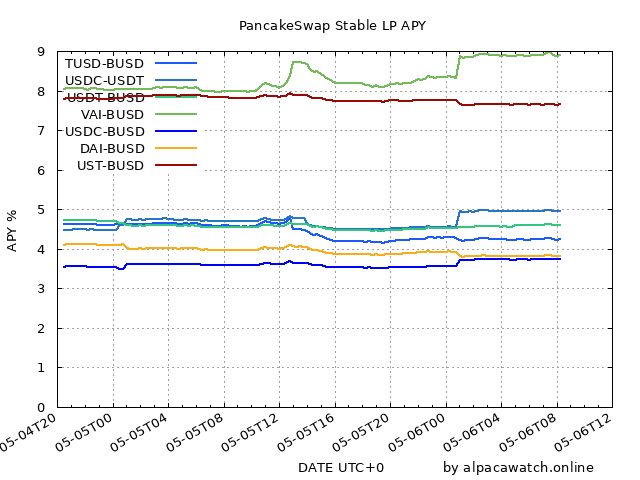 PancakeSwap Stable LP APY
9
8
7
6
5
4
3
2
1
0
APY %
TUSD-BUSD
USDC-USDT
USDT-BUSD
VAI-BUSD
USDC-BUSD
DAI-BUSD
UST-BUSD
05-04T20
05-05T00
05-05T04
05-05T08
05-05T12
05-05T16
05-05T20
05-06T00
05-06T04
05-06T08
05-06T12
DATE UTC+0
by alpacawatch.online